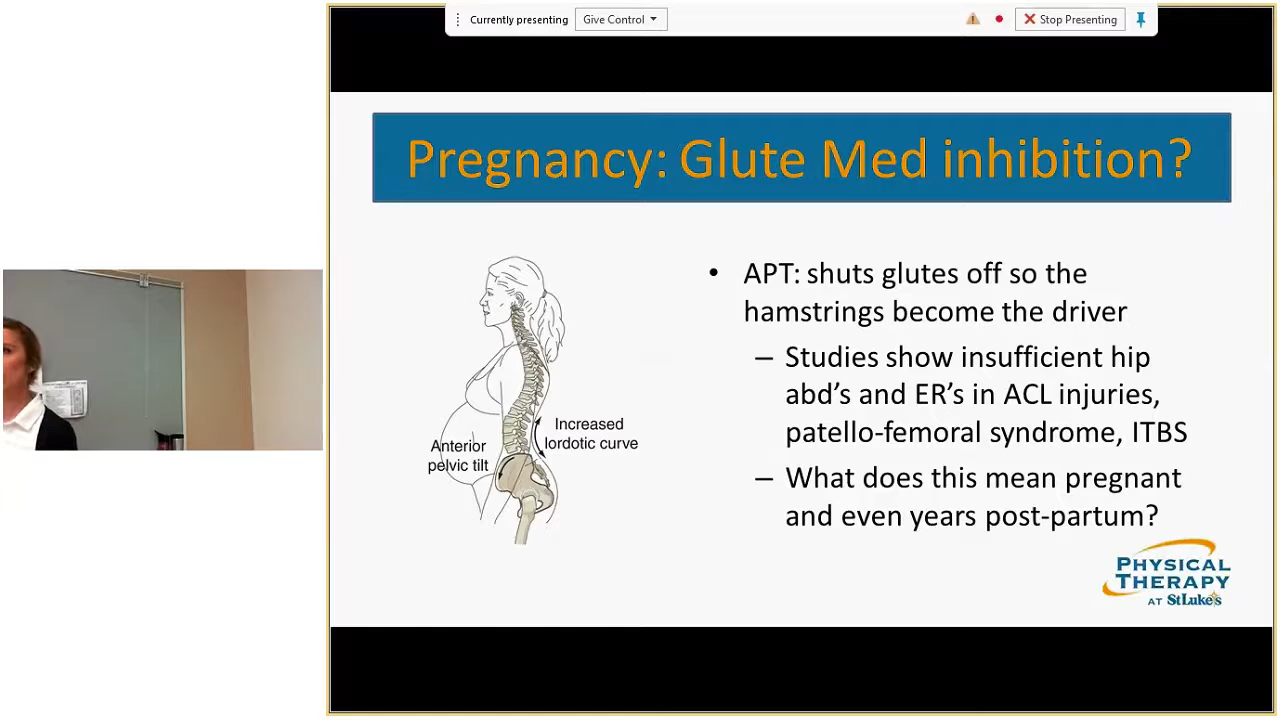 Currently presenting
Give Control
Stop Presenting
Pregnancy: Glute Med inhibition?
Anterior
pelvic tilt
Increased
lordotic curve
• APT: shuts glutes off so the
hamstrings become the driver
– Studies show insufficient hip
abd's and ER's in ACL injuries,
patello-femoral syndrome, ITBS
– What does this mean pregnant
and even years post-partum?
PHYSICAL
THERAPY
AT StLuke's